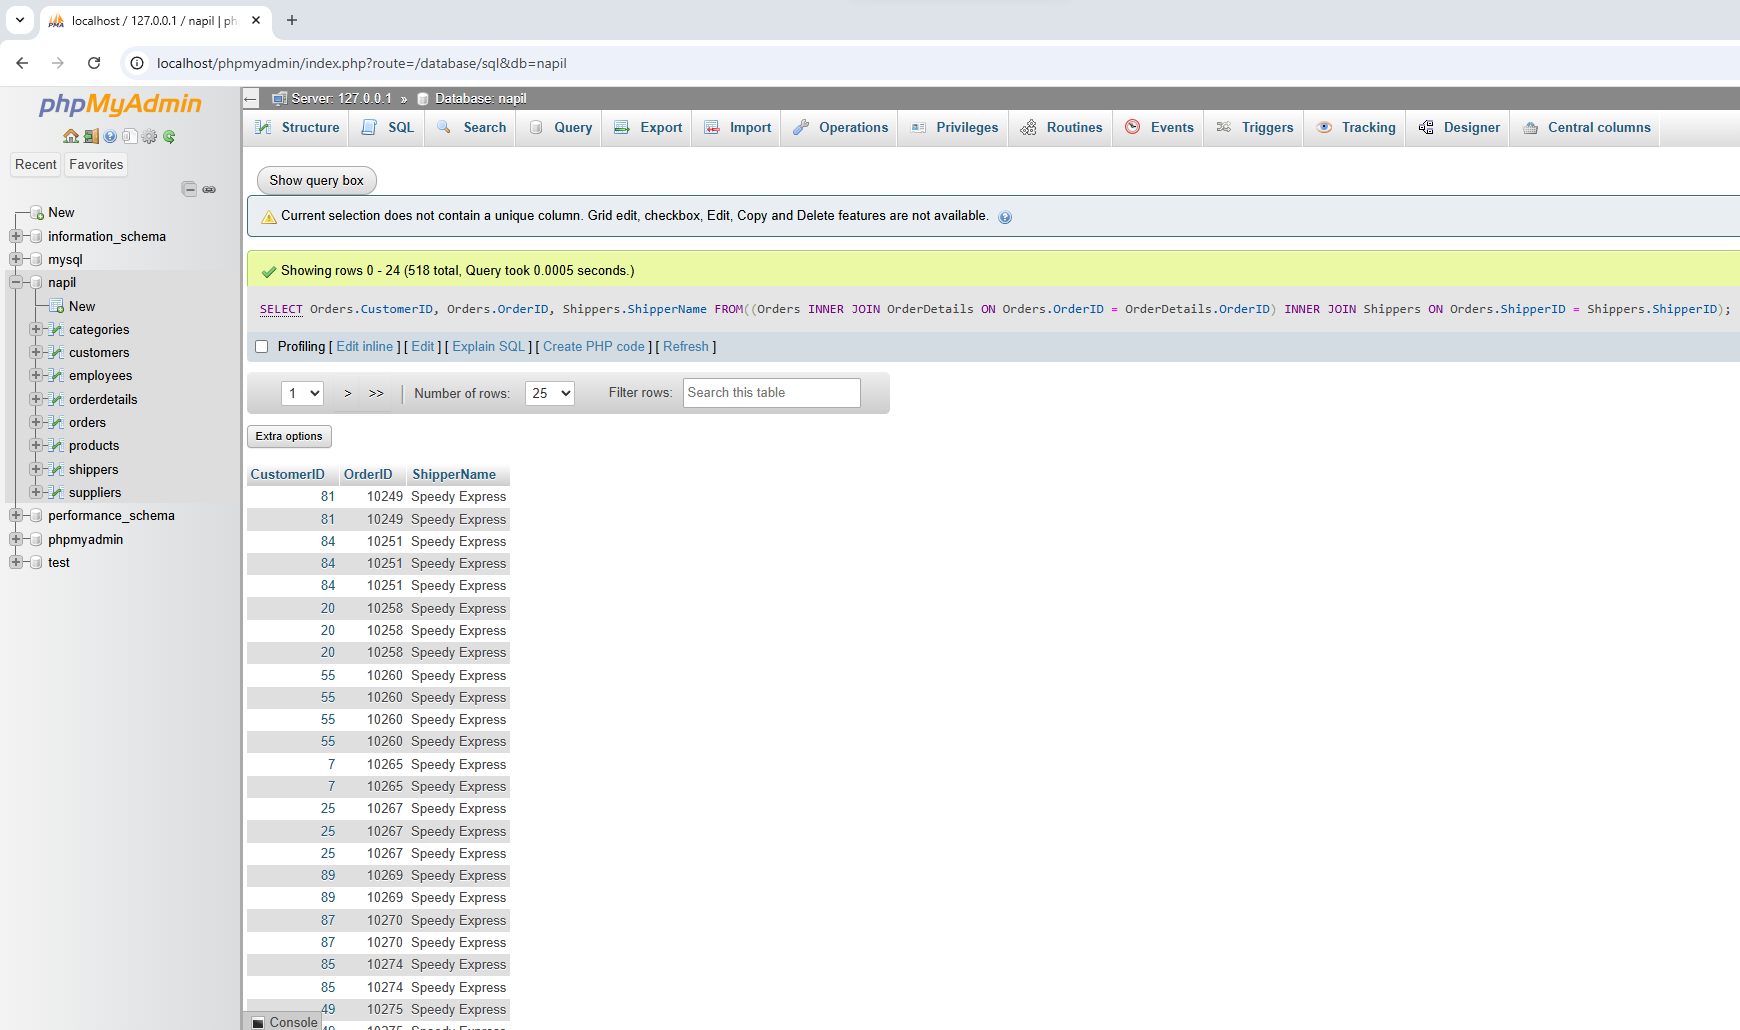 localhost / 127.0.0.1 / napil | ph
localhost/phpmyadmin/index.php?route=/database/sql&db=napil
phpMyAdmin
Recent
Favorites
New
information_schema
mysql
napil
New
categories
customers
employees
orderdetails
orders
products
shippers
suppliers
performance_schema
phpmyadmin
test
Server: 127.0.0.1 » Database: napil
Structure SQL Search Query Export Import Operations Privileges Routines Events Triggers Tracking Designer Central columns
Show query box
Current selection does not contain a unique column. Grid edit, checkbox, Edit, Copy and Delete features are not available.
Showing rows 0 - 24 (518 total, Query took 0.0005 seconds.)
SELECT Orders.CustomerID, Orders.OrderID, Shippers.ShipperName FROM((Orders INNER JOIN OrderDetails ON Orders.OrderID = OrderDetails.OrderID) INNER JOIN Shippers ON Orders.ShipperID = Shippers.ShipperID);
Profiling [ Edit inline ] [ Edit ] [ Explain SQL ] [ Create PHP code ] [ Refresh ]
1 > >> | Number of rows: 25 Filter rows: Search this table
Extra options
CustomerID OrderID ShipperName
81 10249 Speedy Express
81 10249 Speedy Express
84 10251 Speedy Express
84 10251 Speedy Express
84 10251 Speedy Express
20 10258 Speedy Express
20 10258 Speedy Express
20 10258 Speedy Express
55 10260 Speedy Express
55 10260 Speedy Express
55 10260 Speedy Express
55 10260 Speedy Express
7 10265 Speedy Express
7 10265 Speedy Express
25 10267 Speedy Express
25 10267 Speedy Express
25 10267 Speedy Express
89 10269 Speedy Express
89 10269 Speedy Express
87 10270 Speedy Express
87 10270 Speedy Express
85 10274 Speedy Express
85 10274 Speedy Express
49 10275 Speedy Express
Console